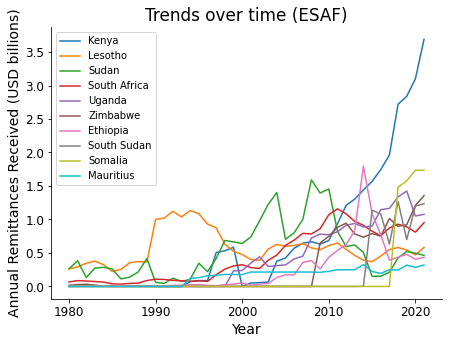 Trends over time (ESAF)
Annual Remittances Received (USD billions)
3.5
3.0
2.5
2.0
1.5
1.0
0.5
0.0
Kenya
Lesotho
Sudan
South Africa
Uganda
Zimbabwe
Ethiopia
South Sudan
Somalia
Mauritius
1980
1990
2000
2010
2020
Year